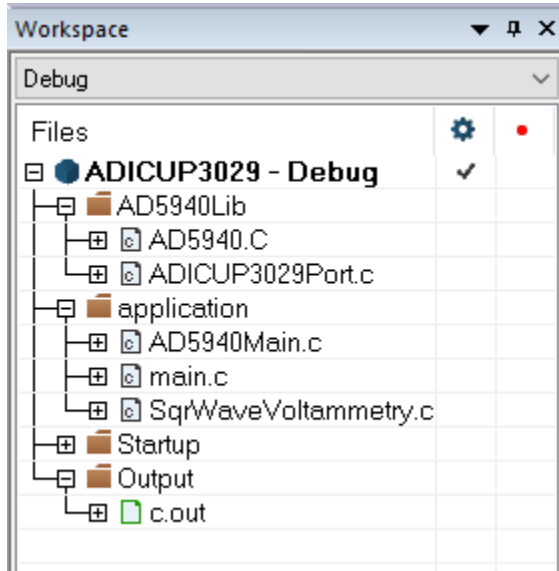 Workspace
Debug
Files
ADICUP3029 - Debug
AD5940Lib
AD5940.C
ADICUP3029Port.c
application
AD5940Main.c
main.c
SqrWaveVoltammetry.c
Startup
Output
c.out